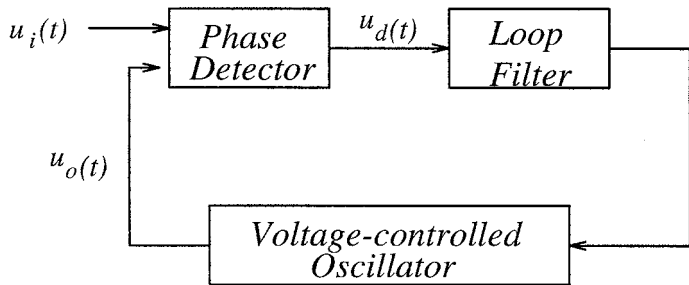 u_i(t)
Phase
Detector
u_d(t)
Loop
Filter
u_o(t)
Voltage-controlled
Oscillator